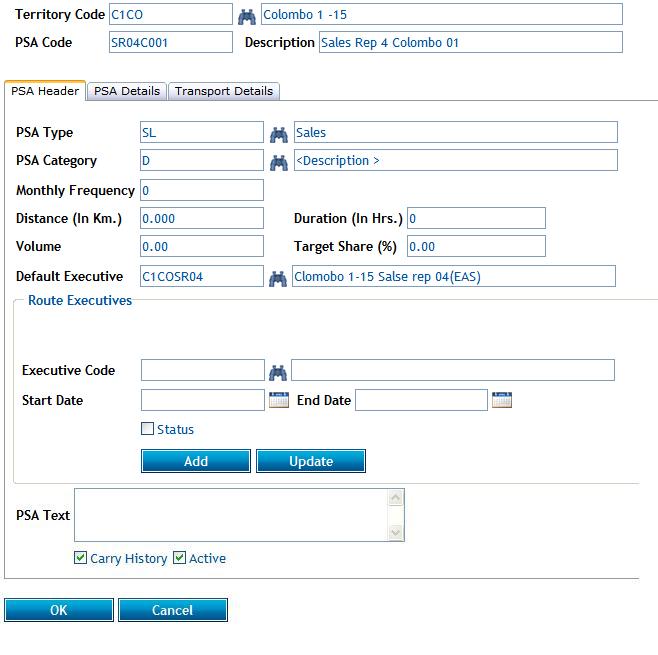 Territory Code C1CO Colombo 1 -15
PSA Code SR04C001 Description Sales Rep 4 Colombo 01
PSA Header PSA Details Transport Details
PSA Type SL Sales
PSA Category D <Description >
Monthly Frequency 0
Distance (In Km.) 0.000 Duration (In Hrs.) 0
Volume 0.00 Target Share (%) 0.00
Default Executive C1COSR04 Clomobo 1-15 Salse rep 04(EAS)
Route Executives
Executive Code
Start Date End Date
Status
Add Update
PSA Text
Carry History Active
OK Cancel